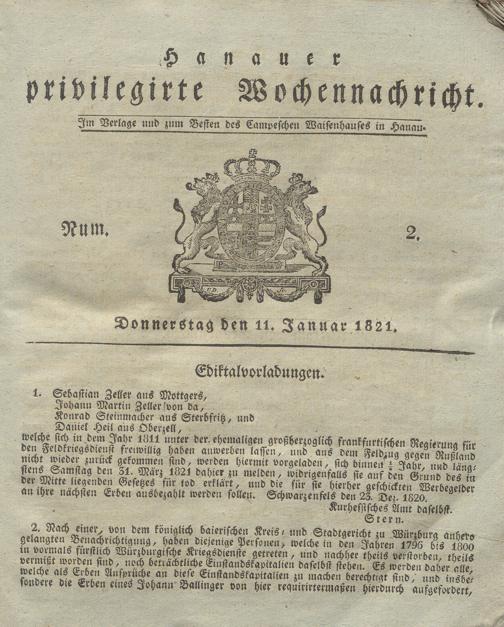 Hanauer
privilegirte Wochennachricht.
Im Verlage und zum Besten des Campeschen Waisenhauses in Hanau.
Num. 2.
Donnerstag den 11. Januar 1821.
Ediktalvorladungen.
1. Sebastian Zeller aus Mottgers,
Johann Martin Zeller von da,
Konrad Steinmacher aus Sterbfritz, und
Daniel Heil aus Oberzell,
welche sich in dem Jahr 1811 unter der ehemaligen großherzoglich frankfurtischen Regierung für
den Feldkriegsdienst freiwillig haben anwerben lassen, und aus dem Feldzug gegen Rußland
nicht wieder zurück gekommen sind, werden hiermit vorgeladen, sich binnen ¼ Jahr, und läng-
stens Samstag den 31. März 1821 dahier zu melden, widrigenfalls sie auf den Grund des in
der Mitte liegenden Gesetzes für tod erklärt, und die für sie hierher geschickten Werbegelder
an ihre nächsten Erben ausbezahlt werden sollen. Schwarzenfels den 23. Dez. 1820.
Kurhessisches Amt daselbst.
Stern.
2. Nach einer, von dem königlich baierischen Kreis- und Stadtgericht zu Würzburg anhero
gelangten Benachrichtigung, haben diejenige Personen, welche in den Jahren 1796 bis 1800
in vormals fürstlich Würzburgische Kriegsdienste getreten, und nachher theils verstorben, theils
vermißt worden sind, noch beträchtliche Einstandskapitalien daselbst stehen. Es werden daher alle,
welche als Erben Ansprüche an diese Einstandskapitalien zu machen berechtigt sind, und insbe-
sondere die Erben eines Johann Ballinger von hier requirirtermaßen hierdurch aufgefordert,